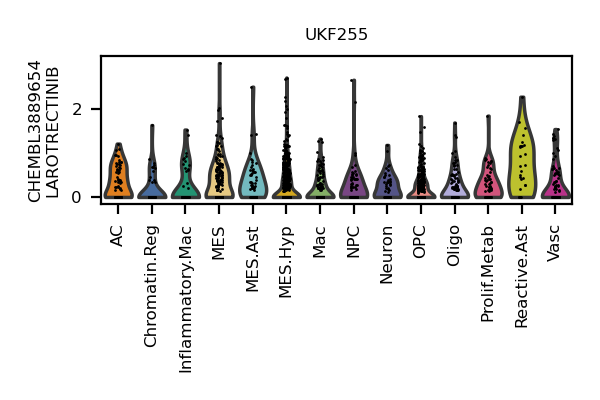 UKF255
CHEMBL3889654
LAROTRECTINIB
2
0
AC
Chromatin.Reg
Inflammatory.Mac
MES
MES.Ast
MES.Hyp
Mac
NPC
Neuron
OPC
Oligo
Prolif.Metab
Reactive.Ast
Vasc